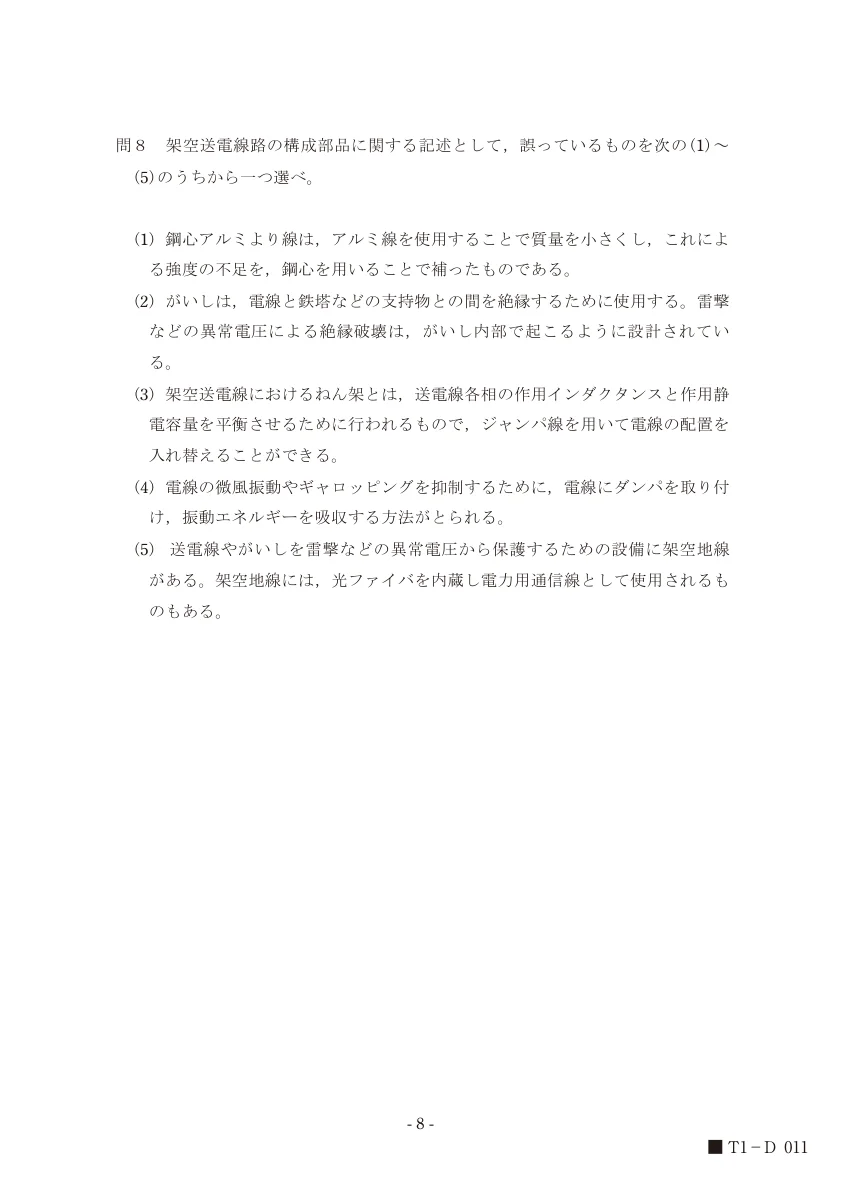 問８　架空送電線路の構成部品に関する記述として，誤っているものを次の(1)～
(5)のうちから一つ選べ。
(1) 鋼心アルミより線は，アルミ線を使用することで質量を小さくし，これによ
る強度の不足を，鋼心を用いることで補ったものである。
(2) がいしは，電線と鉄塔などの支持物との間を絶縁するために使用する。雷撃
などの異常電圧による絶縁破壊は，がいし内部で起こるように設計されてい
る。
(3) 架空送電線におけるねん架とは，送電線各相の作用インダクタンスと作用静
電容量を平衡させるために行われるもので，ジャンパ線を用いて電線の配置を
入れ替えることができる。
(4) 電線の微風振動やギャロッピングを抑制するために，電線にダンパを取り付
け，振動エネルギーを吸収する方法がとられる。
(5) 送電線やがいしを雷撃などの異常電圧から保護するための設備に架空地線
がある。架空地線には，光ファイバを内蔵し電力用通信線として使用されるも
のもある。
- 8 -
■ T1－D 011